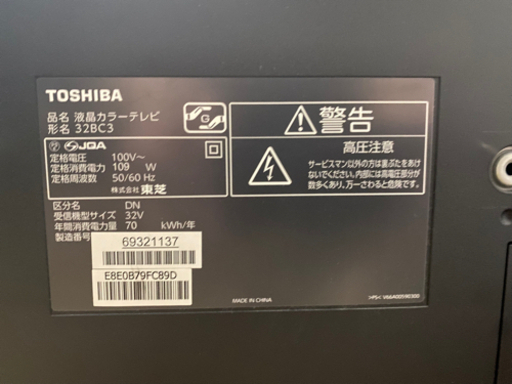 TOSHIBA
品名 液晶カラーテレビ
形名 32BC3
G
JQA
定格電圧 100V~
定格消費電力 109 W
定格周波数 50/60 Hz
株式会社 東芝
区分名 DN
受信機型サイズ 32V
年間消費電力量 70 kWh/年
製造番号
69321137
E8E0B79FC89D
警告
高圧注意
サービスマン以外の方は裏ぶたをあけ
ないでください。内部には高電圧部分が
数多くあり、万一さわると危険です。
MADE IN CHINA
>PS<